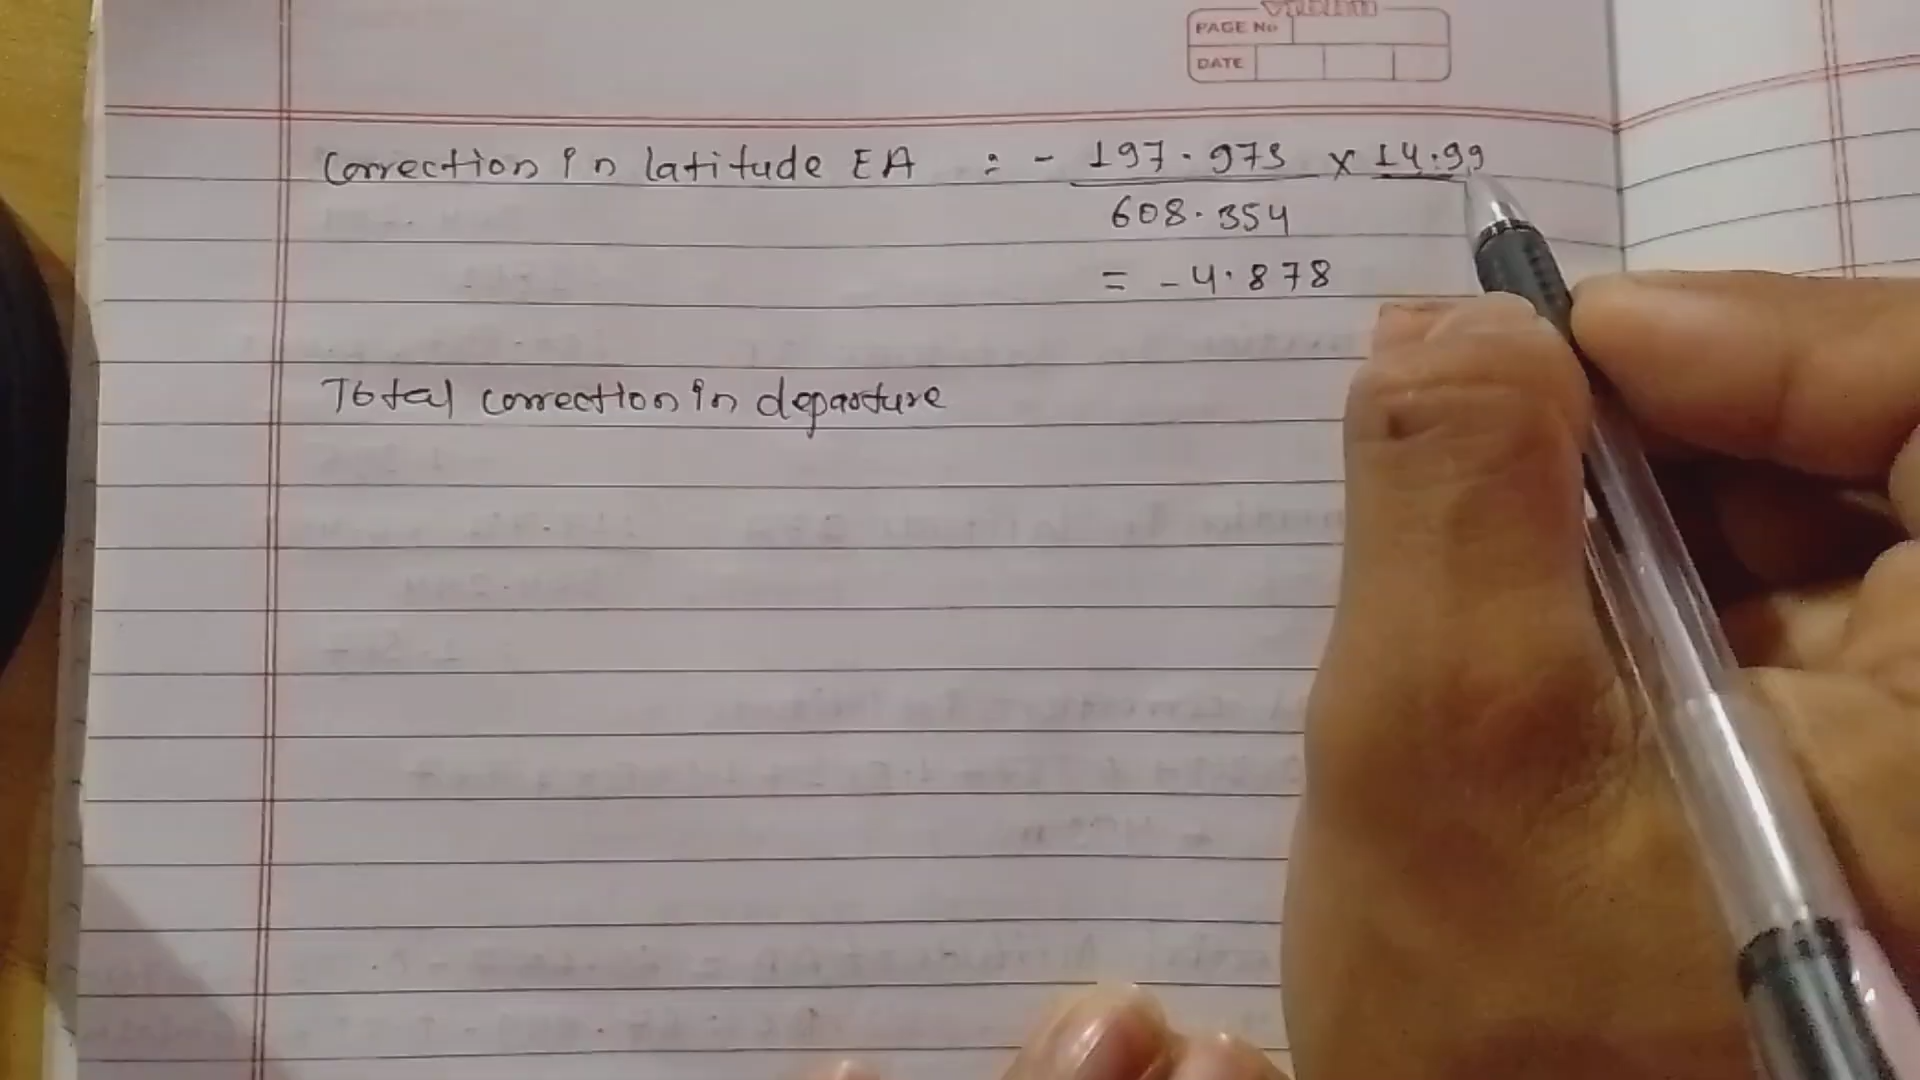 PAGE No
DATE
Correction in latitude EA : - 197.973 x 14.99
608.354
= -4.878
Total correction in departure